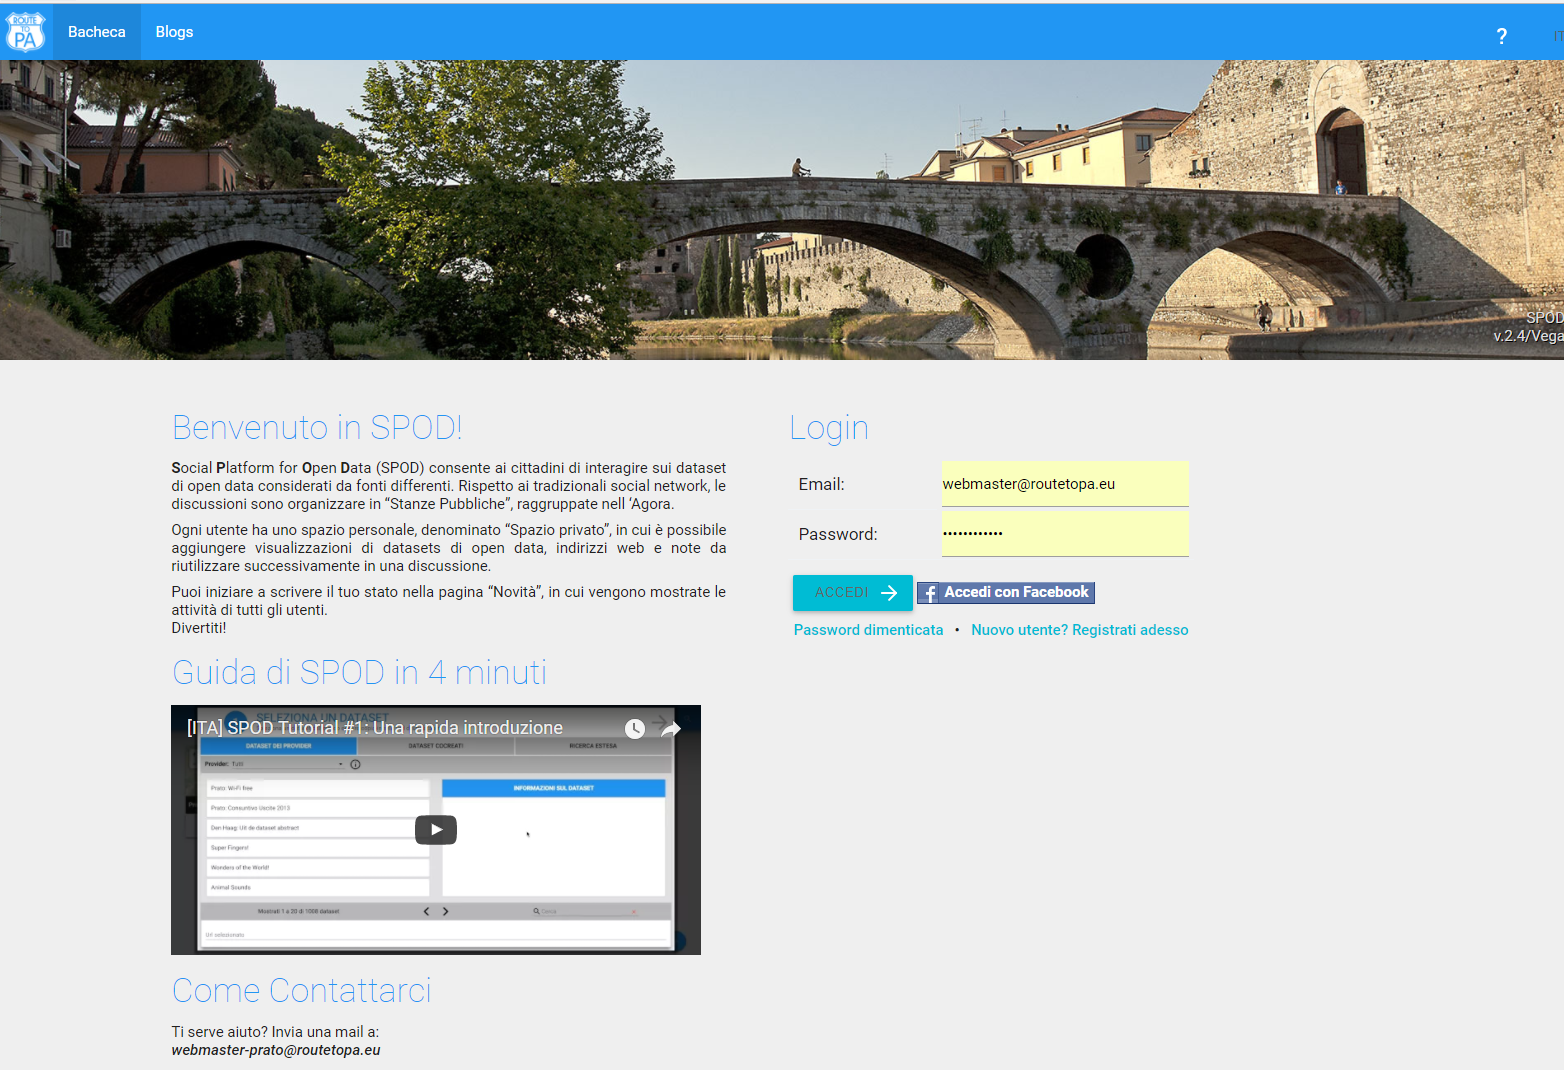 ROUTE
TO
PA
Bacheca
Blogs
?
IT
SPOD
v.2.4/Vega
Benvenuto in SPOD!
Social Platform for Open Data (SPOD) consente ai cittadini di interagire sui dataset
di open data considerati da fonti differenti. Rispetto ai tradizionali social network, le
discussioni sono organizzare in “Stanze Pubbliche”, raggruppate nell ‘Agora.
Ogni utente ha uno spazio personale, denominato “Spazio privato”, in cui è possibile
aggiungere visualizzazioni di datasets di open data, indirizzi web e note da
riutilizzare successivamente in una discussione.
Puoi iniziare a scrivere il tuo stato nella pagina “Novità”, in cui vengono mostrate le
attività di tutti gli utenti.
Divertiti!
Login
Email:
webmaster@routetopa.eu
Password:
••••••••••••
ACCEDI
Accedi con Facebook
Password dimenticata • Nuovo utente? Registrati adesso
Guida di SPOD in 4 minuti
SELEZIONA UN DATASET
[ITA] SPOD Tutorial #1: Una rapida introduzione
DATASET DEI PROVIDER
DATASET COCREATI
RICERCA ESTESA
Provider: Tutti
Prato: Wi-Fi free
Prato: Consuntivo Uscite 2013
Den Haag: Uit de dataset abstract
Super Fingers!
Wonders of the World!
Animal Sounds
INFORMAZIONI SUL DATASET
Mostrati 1 a 20 di 1008 dataset
Cerca
Url selezionato
Come Contattarci
Ti serve aiuto? Invia una mail a:
webmaster-prato@routetopa.eu